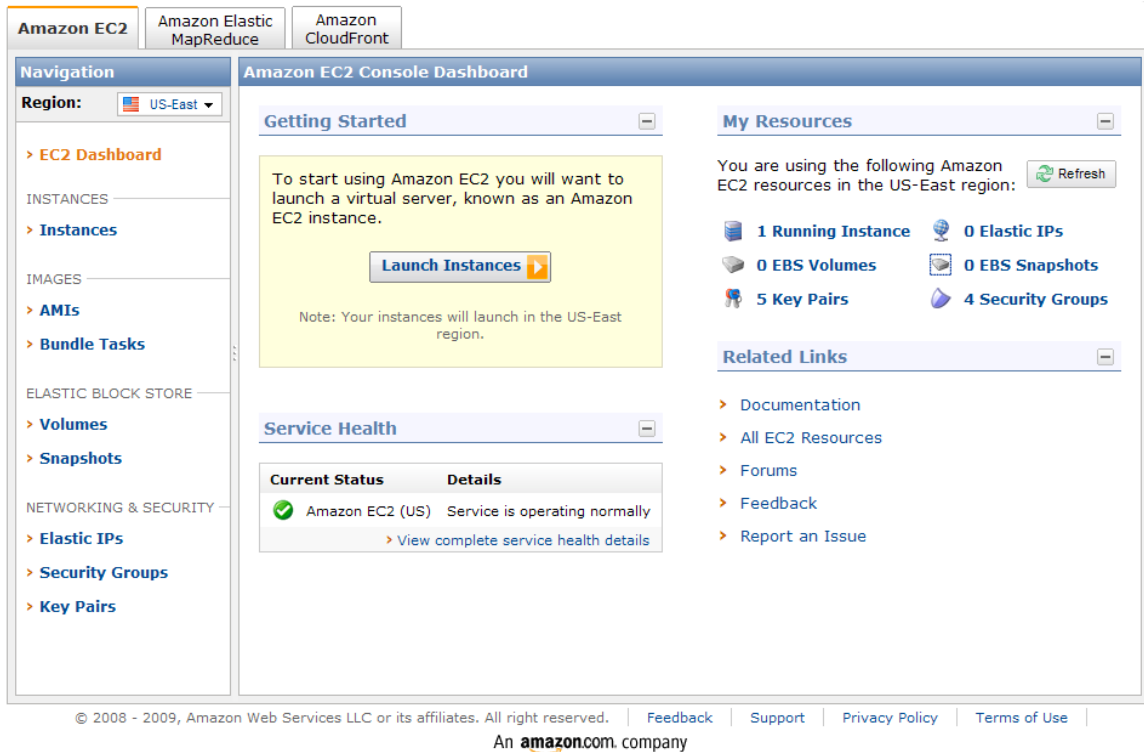 Amazon EC2
Amazon Elastic
MapReduce
Amazon
CloudFront
Navigation
Region:
US-East
EC2 Dashboard
INSTANCES
Instances
IMAGES
AMIs
Bundle Tasks
ELASTIC BLOCK STORE
Volumes
Snapshots
NETWORKING & SECURITY
Elastic IPs
Security Groups
Key Pairs
Amazon EC2 Console Dashboard
Getting Started
To start using Amazon EC2 you will want to
launch a virtual server, known as an Amazon
EC2 instance.
Launch Instances
Note: Your instances will launch in the US-East
region.
Service Health
Current Status Details
Amazon EC2 (US) Service is operating normally
View complete service health details
My Resources
You are using the following Amazon
EC2 resources in the US-East region:
Refresh
1 Running Instance 0 Elastic IPs
0 EBS Volumes 0 EBS Snapshots
5 Key Pairs 4 Security Groups
Related Links
Documentation
All EC2 Resources
Forums
Feedback
Report an Issue
© 2008 - 2009, Amazon Web Services LLC or its affiliates. All right reserved. Feedback Support Privacy Policy Terms of Use
An amazon.com. company